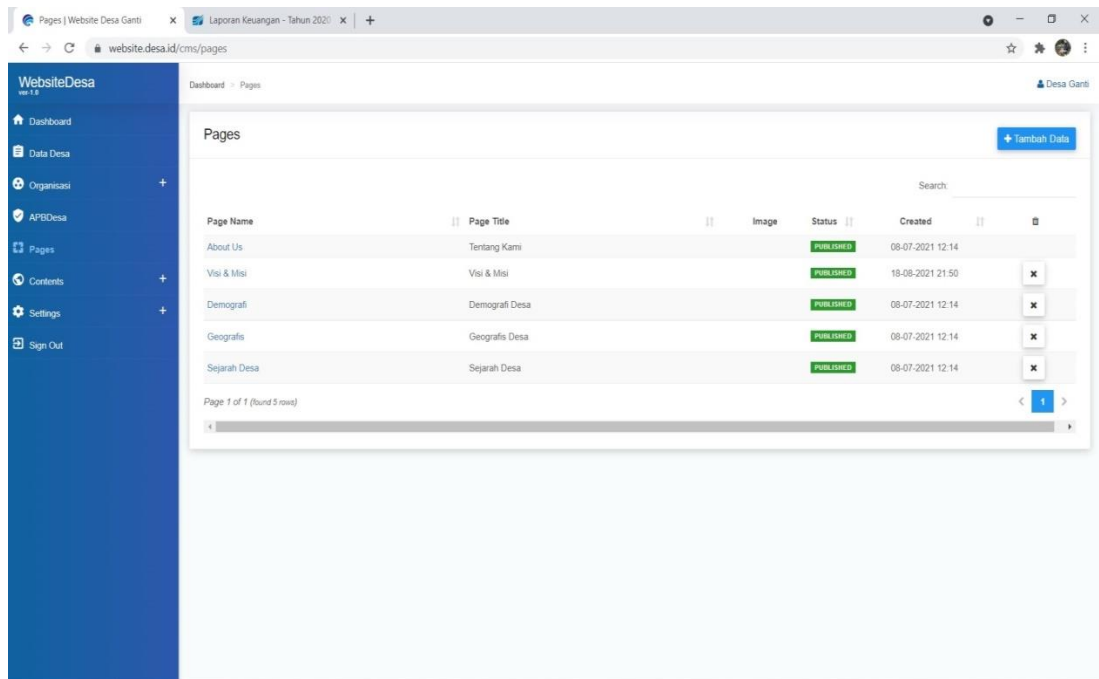 Pages | Website Desa Ganti
Laporan Keuangan - Tahun 2020
website.desa.id/cms/pages
WebsiteDesa
ver-1.0
Dashboard > Pages
Desa Ganti
Dashboard
Data Desa
Organisasi +
APBDesa
Pages
Contents +
Settings +
Sign Out
Pages
+ Tambah Data
Search:
Page Name Page Title Image Status Created
About Us Tentang Kami PUBLISHED 08-07-2021 12:14
Visi & Misi Visi & Misi PUBLISHED 18-08-2021 21:50
Demografi Demografi Desa PUBLISHED 08-07-2021 12:14
Geografis Geografis Desa PUBLISHED 08-07-2021 12:14
Sejarah Desa Sejarah Desa PUBLISHED 08-07-2021 12:14
Page 1 of 1 (found 5 rows)
< 1 >